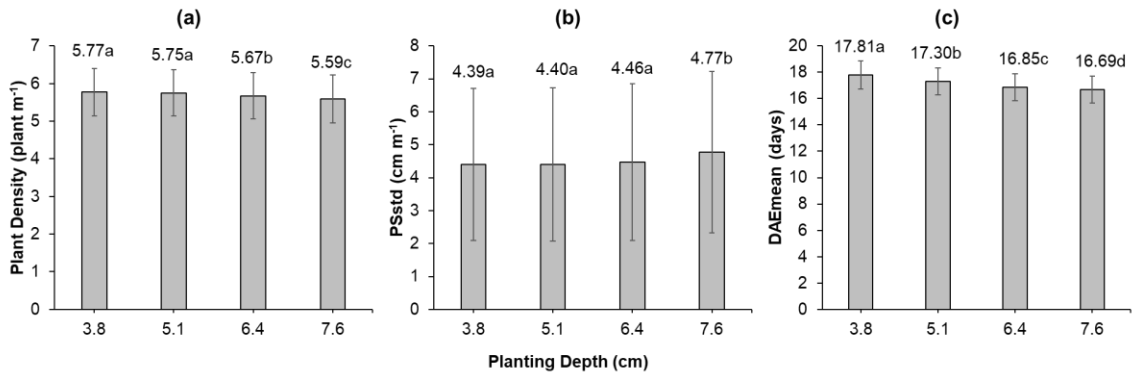 (a)
Plant Density (plant m⁻¹)
7
6
5
4
3
2
1
0
5.77a 5.75a 5.67b 5.59c
3.8 5.1 6.4 7.6
(b)
PSstd (cm m⁻¹)
8
7
6
5
4
3
2
1
0
4.39a 4.40a 4.46a 4.77b
3.8 5.1 6.4 7.6
(c)
DAEmean (days)
20
18
16
14
12
10
8
6
4
2
0
17.81a 17.30b 16.85c 16.69d
3.8 5.1 6.4 7.6
Planting Depth (cm)